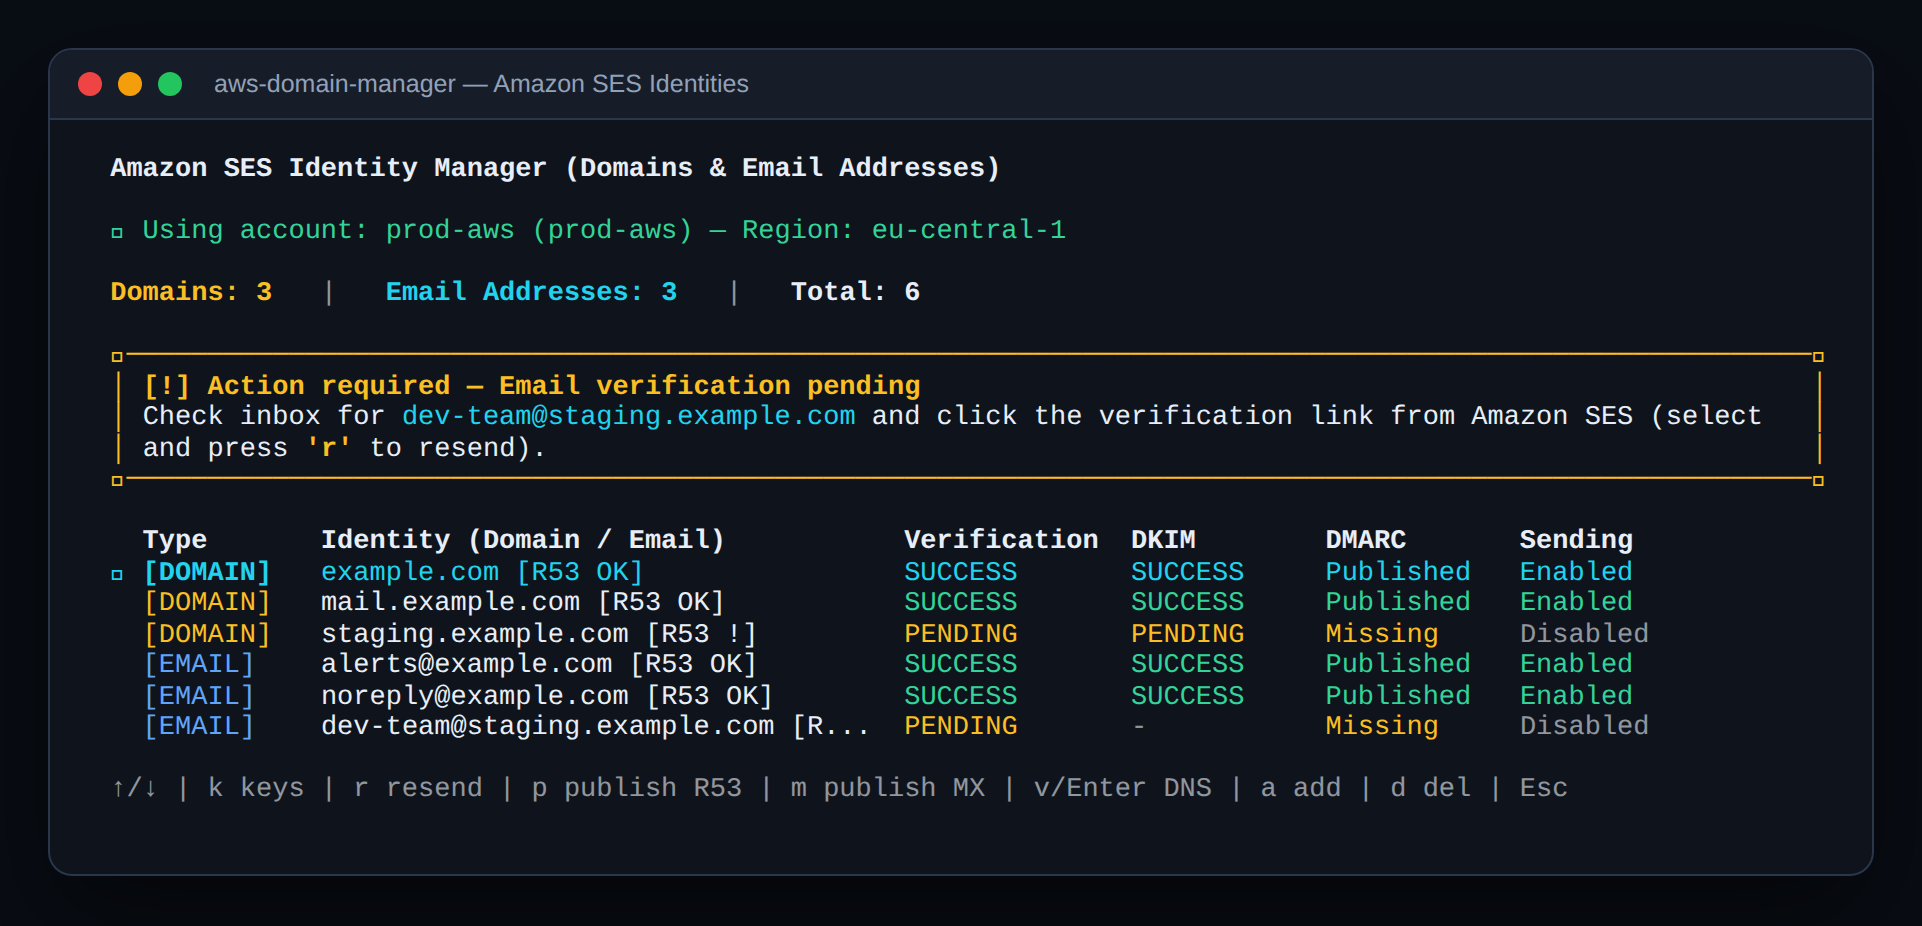 aws-domain-manager — Amazon SES Identities
Amazon SES Identity Manager (Domains & Email Addresses)
Using account: prod-aws (prod-aws) — Region: eu-central-1
Domains: 3 | Email Addresses: 3 | Total: 6
[!] Action required — Email verification pending
Check inbox for dev-team@staging.example.com and click the verification link from Amazon SES (select
and press 'r' to resend).
Type Identity (Domain / Email) Verification DKIM DMARC Sending
[DOMAIN] example.com [R53 OK] SUCCESS SUCCESS Published Enabled
[DOMAIN] mail.example.com [R53 OK] SUCCESS SUCCESS Published Enabled
[DOMAIN] staging.example.com [R53 !] PENDING PENDING Missing Disabled
[EMAIL] alerts@example.com [R53 OK] SUCCESS SUCCESS Published Enabled
[EMAIL] noreply@example.com [R53 OK] SUCCESS SUCCESS Published Enabled
[EMAIL] dev-team@staging.example.com [R... PENDING - Missing Disabled
↑/↓ | k keys | r resend | p publish R53 | m publish MX | v/Enter DNS | a add | d del | Esc